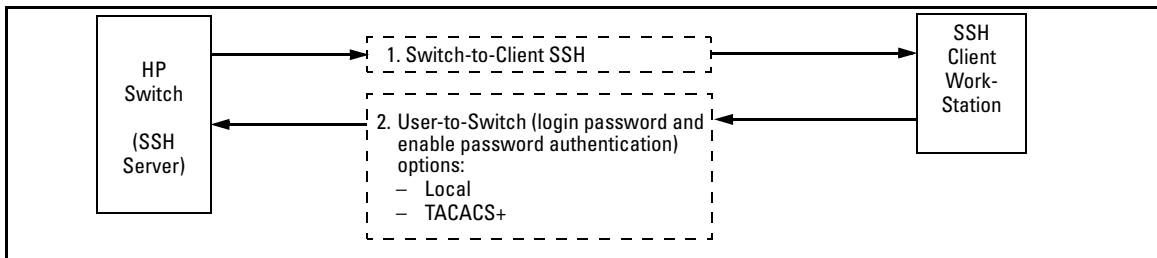 HP
Switch
(SSH
Server)
1. Switch-to-Client SSH
2. User-to-Switch (login password and
enable password authentication)
options:
– Local
– TACACS+
SSH
Client
Work-
Station